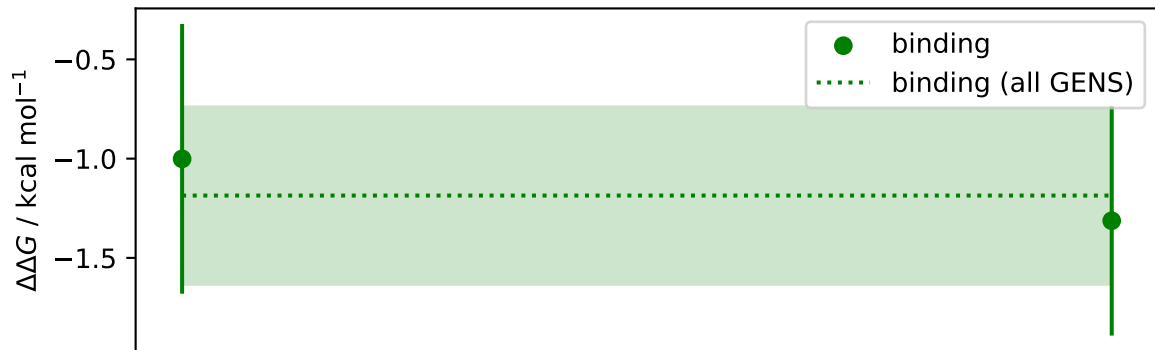 −0.5
−1.0
−1.5
ΔΔG / kcal mol⁻¹
binding
binding (all GENS)